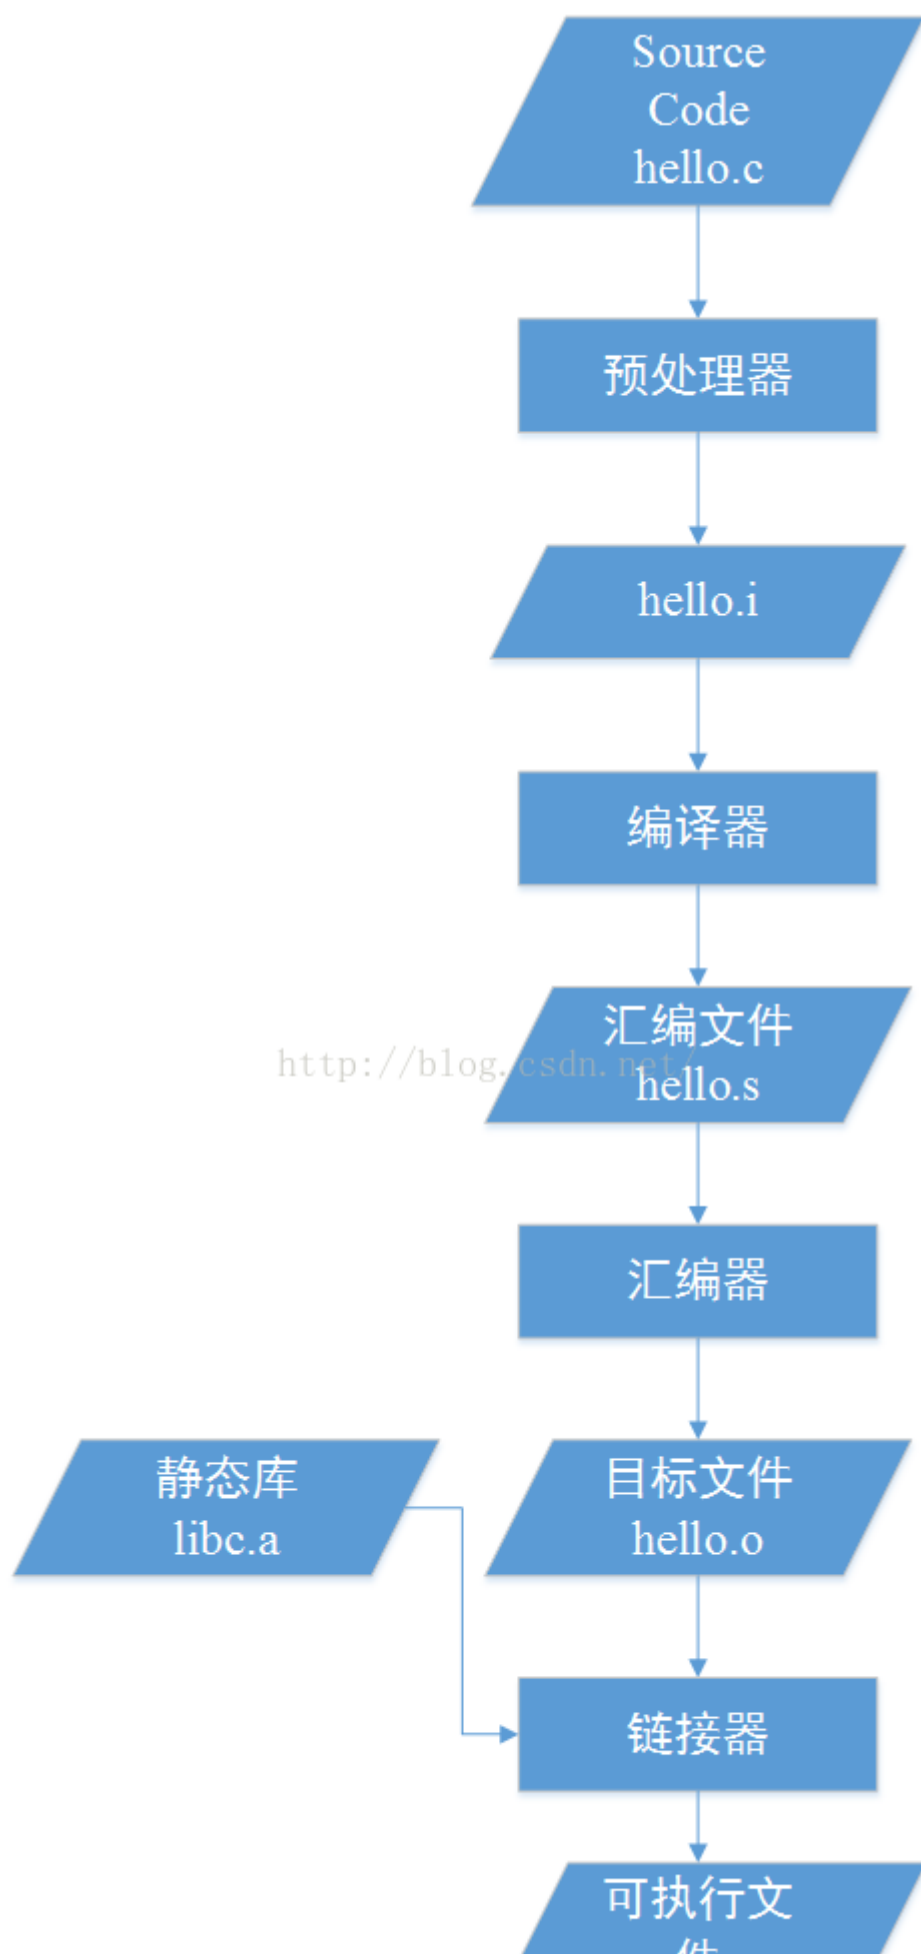 Source
Code
hello.c
预处理器
hello.i
编译器
汇编文件
http://blog.csdn.net/
hello.s
汇编器
静态库
libc.a
目标文件
hello.o
链接器
可执行文
件